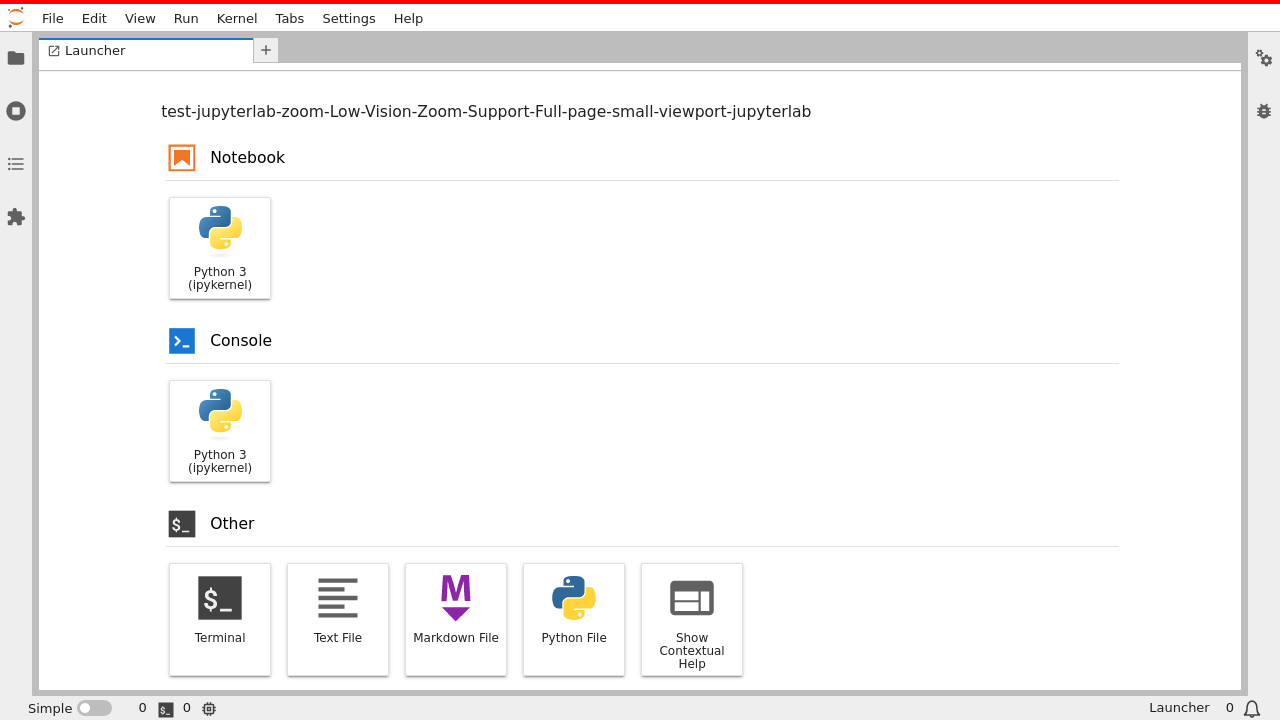 File Edit View Run Kernel Tabs Settings Help
Launcher
test-jupyterlab-zoom-Low-Vision-Zoom-Support-Full-page-small-viewport-jupyterlab
Notebook
Python 3
(ipykernel)
Console
Python 3
(ipykernel)
$_ Other
$_
Terminal
Text File
M
Markdown File
Python File
Show
Contextual
Help
Simple 0 $_ 0 Launcher 0